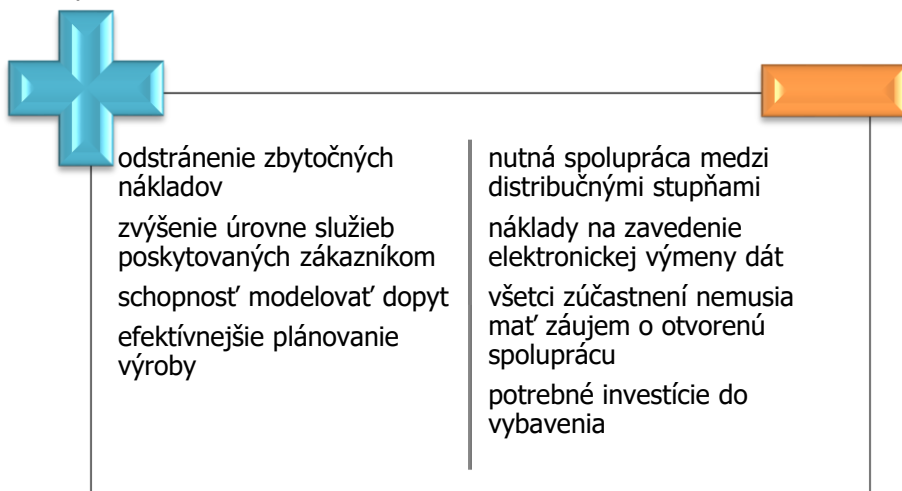 odstránenie zbytočných
nákladov
zvýšenie úrovne služieb
poskytovaných zákazníkom
schopnosť modelovať dopyt
efektívnejšie plánovanie
výroby
nutná spolupráca medzi
distribučnými stupňami
náklady na zavedenie
elektronickej výmeny dát
všetci zúčastnení nemusia
mať záujem o otvorenú
spoluprácu
potrebné investície do
vybavenia